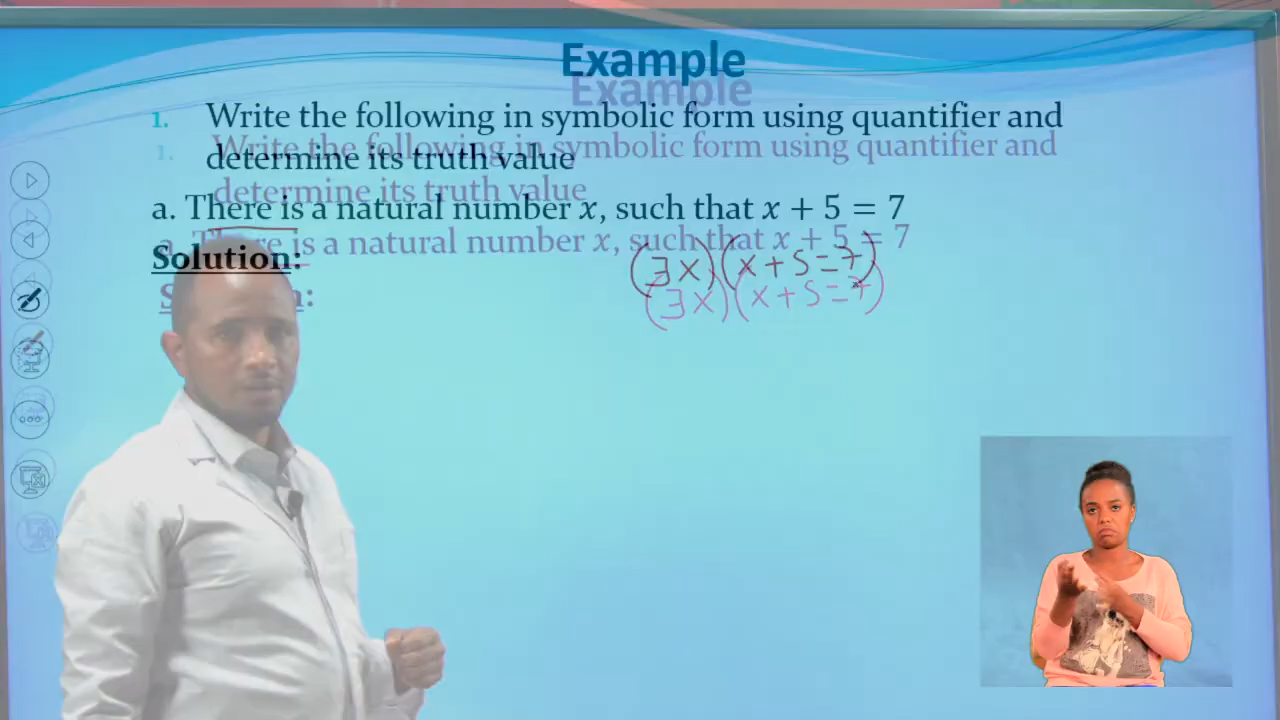 Example
1. Write the following in symbolic form using quantifier and
determine its truth value
a. There is a natural number x, such that x + 5 = 7
Solution:
(∃x)(x+5=7)